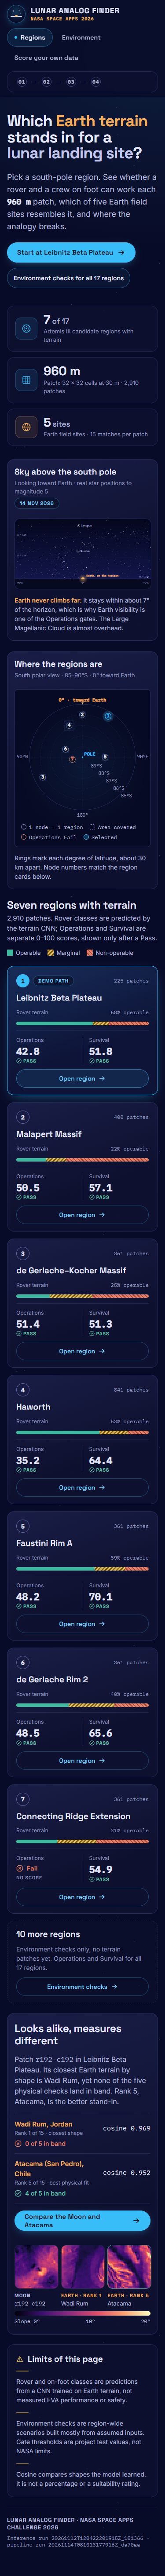 LUNAR ANALOG FINDER
NASA SPACE APPS 2026
Regions
Environment
Score your own data
01
02
03
04
Which Earth terrain
stands in for a
lunar landing site?
Pick a south-pole region. See whether a
rover and a crew on foot can work each
960 m patch, which of five Earth field
sites resembles it, and where the
analogy breaks.
Start at Leibnitz Beta Plateau →
Environment checks for all 17 regions
7 of 17
Artemis III candidate regions with
terrain
960 m
Patch: 32 × 32 cells at 30 m · 2,910
patches
5 sites
Earth field sites · 15 matches per patch
Sky above the south pole
Looking toward Earth · real star positions to
magnitude 5
14 NOV 2026
Earth never climbs far: it stays within about 7°
of the horizon, which is why Earth visibility is
one of the Operations gates. The Large
Magellanic Cloud is almost overhead.
Where the regions are
South polar view · 85–90°S · 0° toward Earth
0° · toward Earth
2
1
4
6
POLE
7
5
3
90°W
90°E
89°S
88°S
87°S
86°S
85°S
180°
1 node = 1 region
Area covered
Operations Fail
Selected
Rings mark each degree of latitude, about 30
km apart. Node numbers match the region
cards below.
Seven regions with terrain
2,910 patches. Rover classes are predicted by
the terrain CNN; Operations and Survival are
separate 0–100 scores, shown only after a Pass.
Operable
Marginal
Non-operable
1
DEMO PATH
225 patches
Leibnitz Beta Plateau
Rover terrain
58% operable
Operations
Survival
42.8
51.8
PASS
PASS
Open region →
2
400 patches
Malapert Massif
Rover terrain
22% operable
Operations
Survival
50.5
57.1
PASS
PASS
Open region →
3
361 patches
de Gerlache–Kocher Massif
Rover terrain
25% operable
Operations
Survival
51.4
51.3
PASS
PASS
Open region →
4
841 patches
Haworth
Rover terrain
63% operable
Operations
Survival
35.2
64.4
PASS
PASS
Open region →
5
361 patches
Faustini Rim A
Rover terrain
59% operable
Operations
Survival
48.2
70.1
PASS
PASS
Open region →
6
361 patches
de Gerlache Rim 2
Rover terrain
40% operable
Operations
Survival
48.5
65.6
PASS
PASS
Open region →
7
361 patches
Connecting Ridge Extension
Rover terrain
31% operable
Operations
Survival
Fail
54.9
NO SCORE
PASS
Open region →
10 more regions
Environment checks only, no terrain
patches yet. Operations and Survival for all
17 regions.
Environment checks →
Looks alike, measures
different
Patch r192-c192 in Leibnitz Beta
Plateau. Its closest Earth terrain by
shape is Wadi Rum, yet none of the five
physics checks land in band. Rank 5,
Atacama, is the better stand-in.
Wadi Rum, Jordan
Rank 1 of 15 · closest shape
cosine 0.969
0 of 5 in band
Atacama (San Pedro),
Chile
cosine 0.952
Rank 5 of 15 · best physical fit
4 of 5 in band
Compare the Moon and
Atacama →
MOON
EARTH · RANK 1
EARTH · RANK 5
r192-c192
Wadi Rum
Atacama
Slope 0°
10°
20°
Limits of this page
Rover and on-foot classes are predictions
from a CNN trained on Earth terrain, not
measured EVA performance or safety.
Environment checks are region-wide
scenarios built mostly from assumed inputs.
Gate thresholds are project test values, not
NASA limits.
Cosine compares the shape model learned.
It is not a percentage or a suitability rating.
LUNAR ANALOG FINDER · NASA SPACE APPS
CHALLENGE 2026